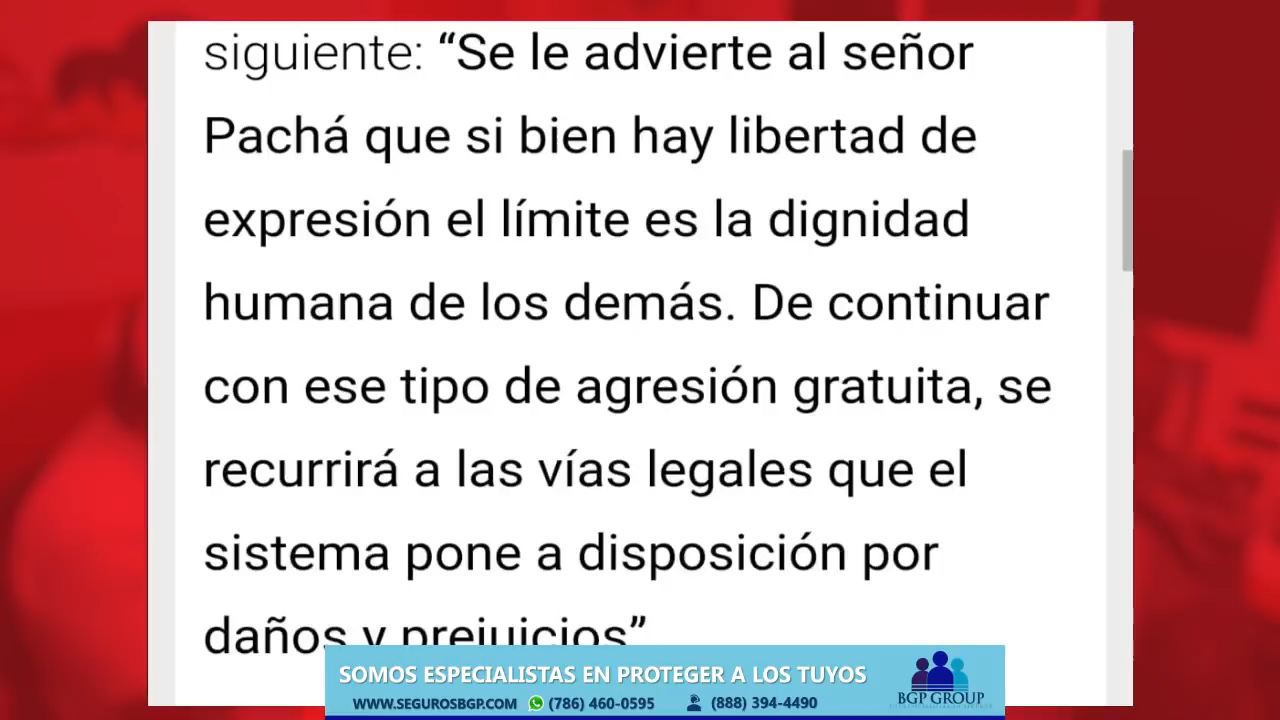 siguiente: “Se le advierte al señor
Pachá que si bien hay libertad de
expresión el límite es la dignidad
humana de los demás. De continuar
con ese tipo de agresión gratuita, se
recurrirá a las vías legales que el
sistema pone a disposición por
daños y prejuicios”
SOMOS ESPECIALISTAS EN PROTEGER A LOS TUYOS
WWW.SEGUROSBGP.COM (786) 460-0595 (888) 394-4490
BGP GROUP